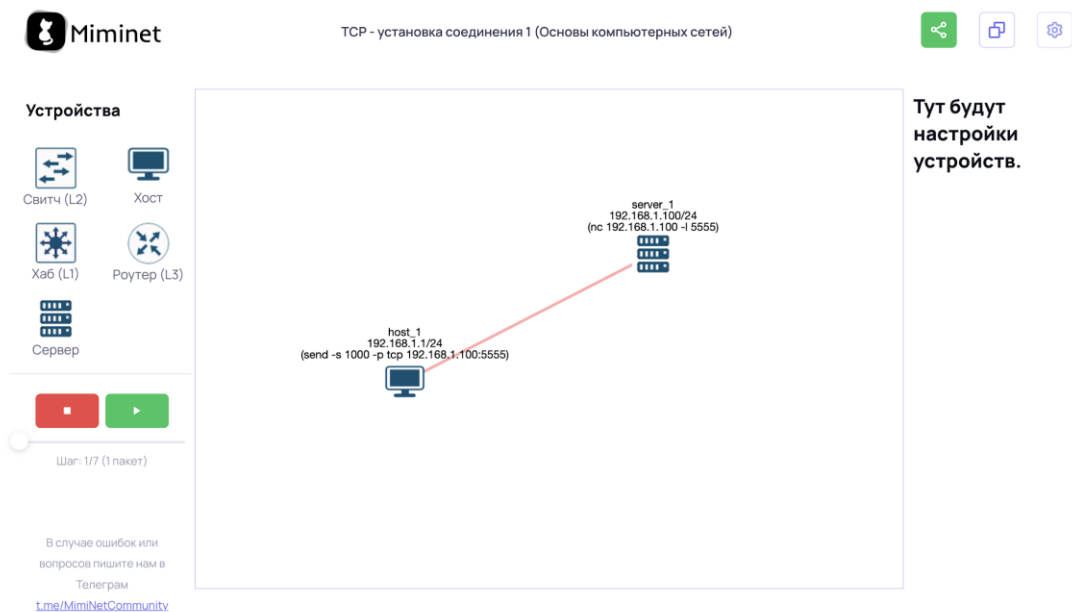 Miminet
TCP - установка соединения 1 (Основы компьютерных сетей)
Устройства
Свитч (L2)
Хост
Хаб (L1)
Роутер (L3)
Сервер
Шаг: 1/7 (1 пакет)
В случае ошибок или
вопросов пишите нам в
Телеграм
t.me/MimiNetCommunity
server_1
192.168.1.100/24
(nc 192.168.1.100 -l 5555)
host_1
192.168.1.1/24
(send -s 1000 -p tcp 192.168.1.100:5555)
Тут будут
настройки
устройств.